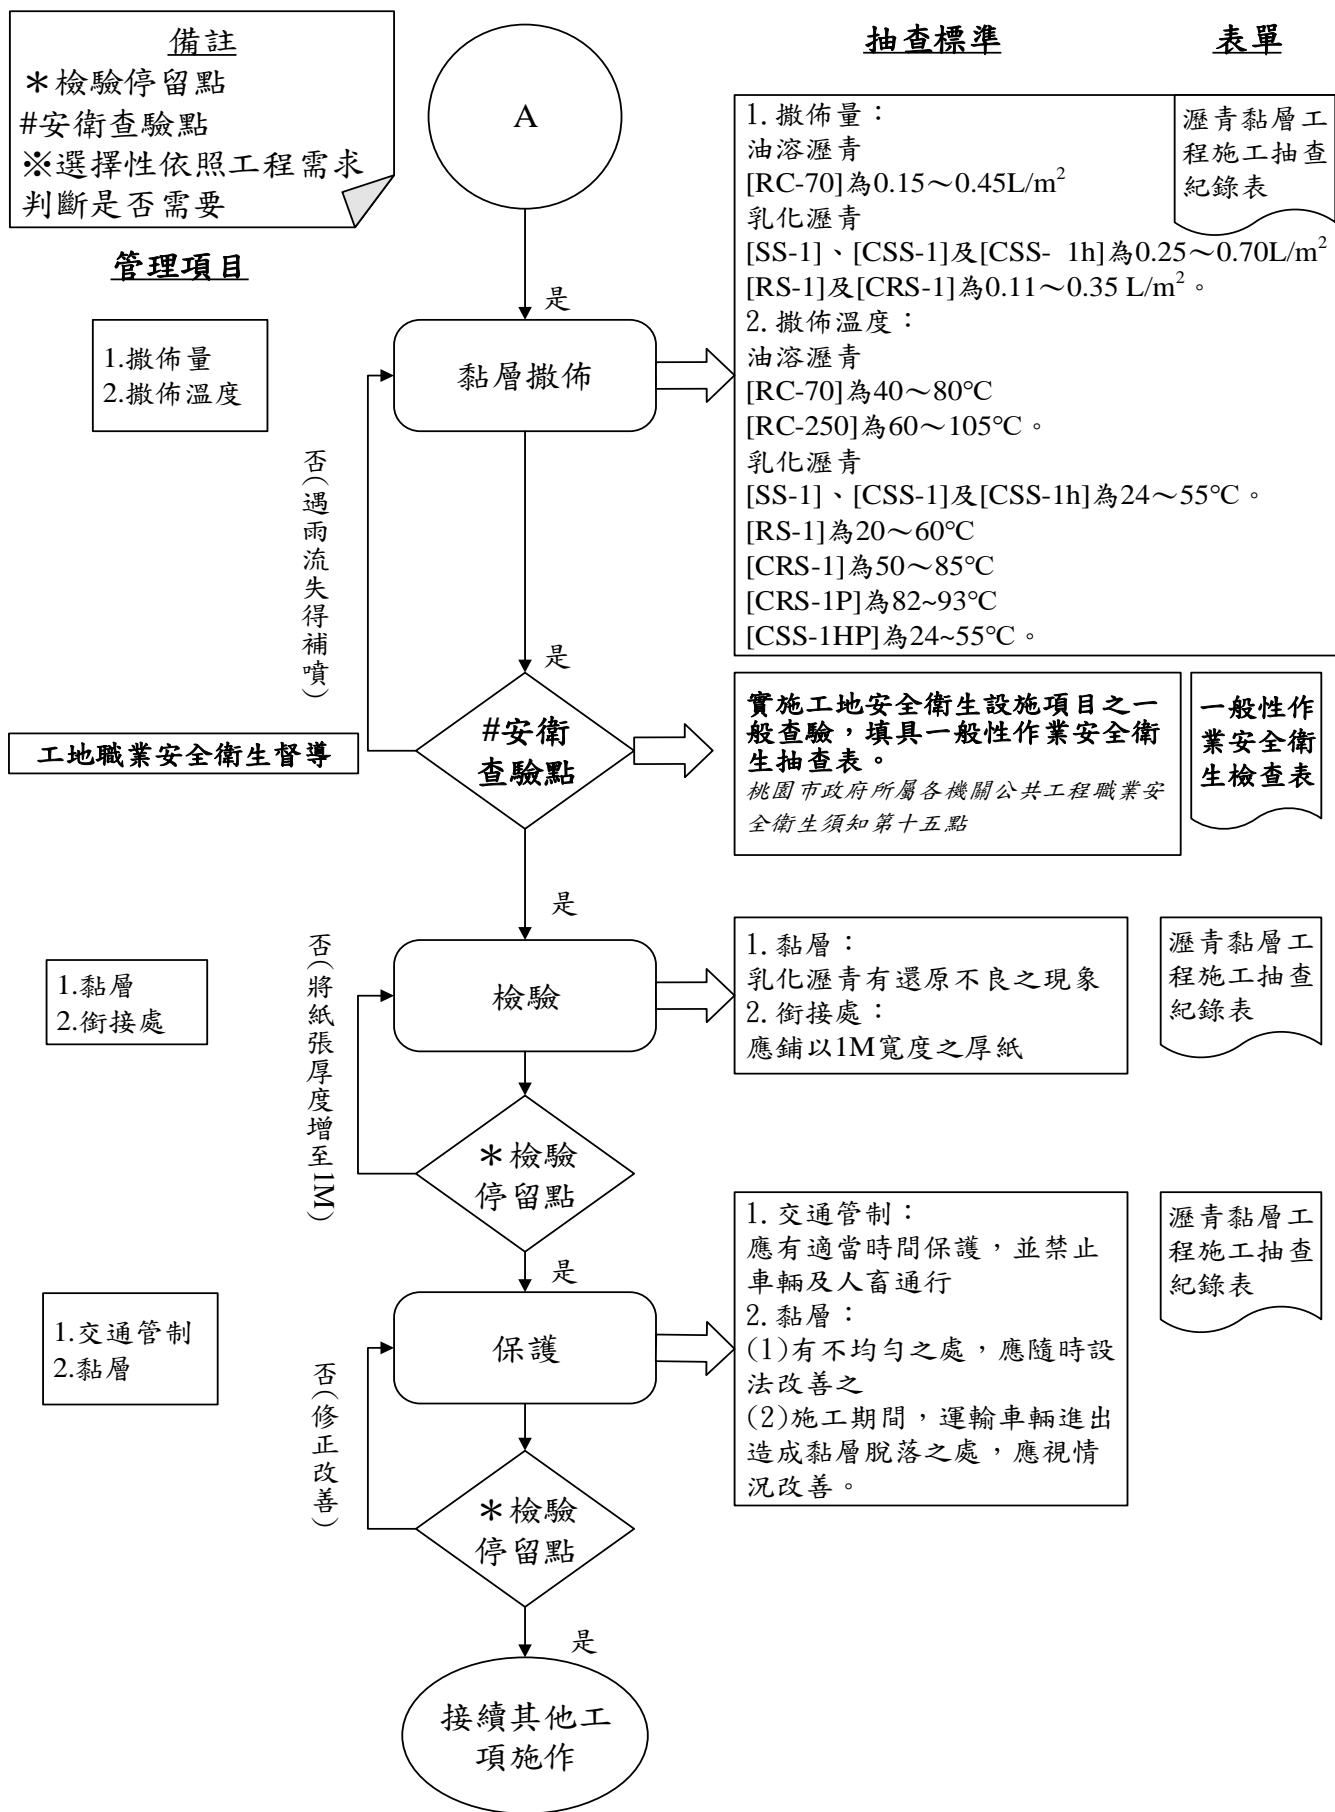 備註
＊檢驗停留點
#安衛查驗點
※選擇性依照工程需求
判斷是否需要
A
抽查標準
表單
管理項目
是
1.撒佈量
2.撒佈溫度
黏層撒佈
1. 撒佈量：
油溶瀝青
[RC-70]為0.15～0.45L/m²
乳化瀝青
[SS-1]、[CSS-1]及[CSS- 1h]為0.25～0.70L/m²
[RS-1]及[CRS-1]為0.11～0.35 L/m²。
2. 撒佈溫度：
油溶瀝青
[RC-70]為40～80°C
[RC-250]為60～105°C。
乳化瀝青
[SS-1]、[CSS-1]及[CSS-1h]為24～55°C。
[RS-1]為20～60°C
[CRS-1]為50～85°C
[CRS-1P]為82~93°C
[CSS-1HP]為24~55°C。
瀝青黏層工
程施工抽查
紀錄表
否(遇雨流失得補噴)
是
工地職業安全衛生督導
#安衛
查驗點
實施工地安全衛生設施項目之一
般查驗，填具一般性作業安全衛
生抽查表。
桃園市政府所屬各機關公共工程職業安
全衛生須知第十五點
一般性作
業安全衛
生檢查表
是
1.黏層
2.銜接處
否(將紙張厚度增至1M)
檢驗
1. 黏層：
乳化瀝青有還原不良之現象
2. 銜接處：
應鋪以1M寬度之厚紙
瀝青黏層工
程施工抽查
紀錄表
＊檢驗
停留點
是
1.交通管制
2.黏層
保護
1. 交通管制：
應有適當時間保護，並禁止
車輛及人畜通行
2. 黏層：
(1)有不均勻之處，應隨時設
法改善之
(2)施工期間，運輸車輛進出
造成黏層脫落之處，應視情
況改善。
瀝青黏層工
程施工抽查
紀錄表
否(修正改善)
＊檢驗
停留點
是
接續其他工
項施作